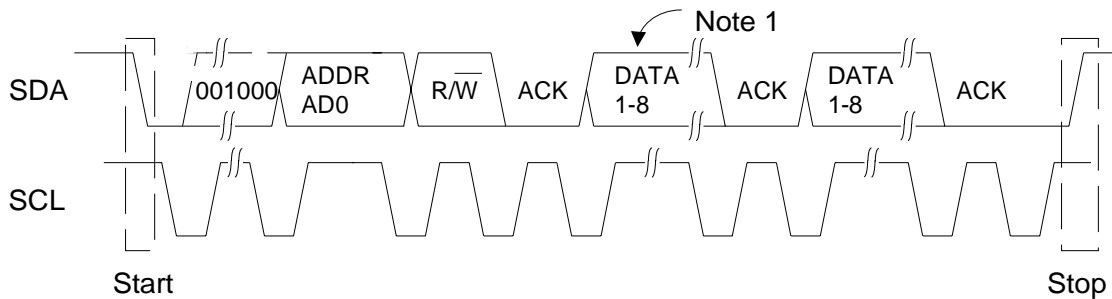 Note 1
SDA
001000
ADDR
AD0
R/W̅
ACK
DATA
1-8
ACK
DATA
1-8
ACK
SCL
Start
Stop